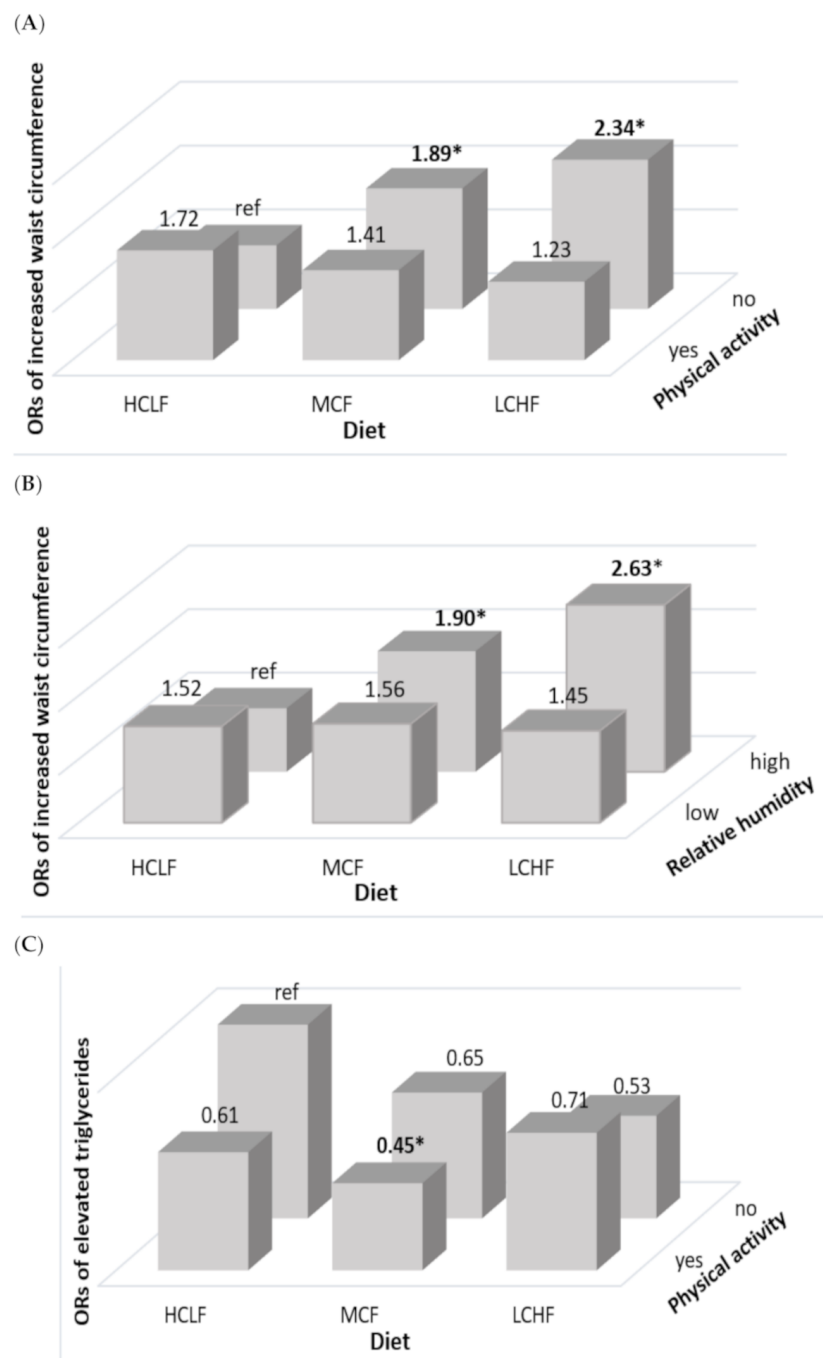 (A)
ORs of increased waist circumference
2.34*
1.89*
ref
1.72
1.41
1.23
no
yes
Physical activity
HCLF MCF LCHF
Diet
(B)
ORs of increased waist circumference
2.63*
1.90*
ref
1.52
1.56
1.45
high
low
Relative humidity
HCLF MCF LCHF
Diet
(C)
ORs of elevated triglycerides
ref
0.65
0.53
0.61
0.71
0.45*
no
yes
Physical activity
HCLF MCF LCHF
Diet